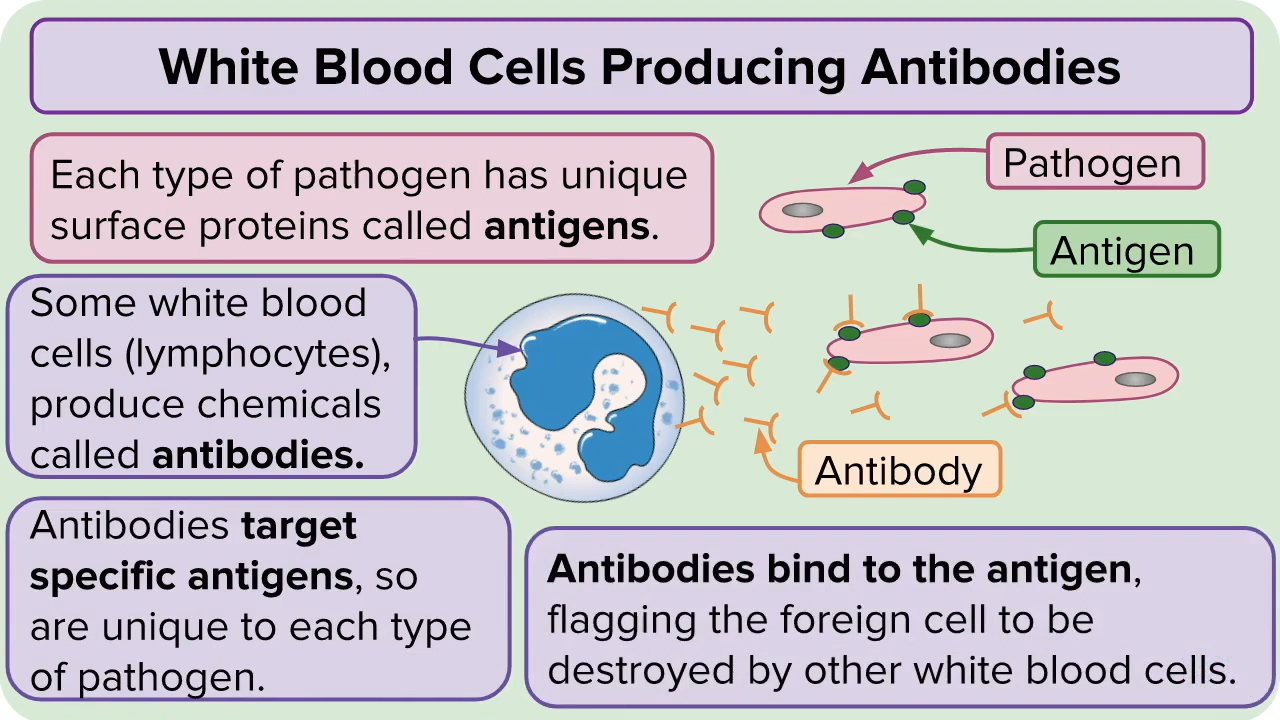 White Blood Cells Producing Antibodies
Each type of pathogen has unique
surface proteins called antigens.
Pathogen
Antigen
Some white blood
cells (lymphocytes),
produce chemicals
called antibodies.
Antibody
Antibodies target
specific antigens, so
are unique to each type
of pathogen.
Antibodies bind to the antigen,
flagging the foreign cell to be
destroyed by other white blood cells.